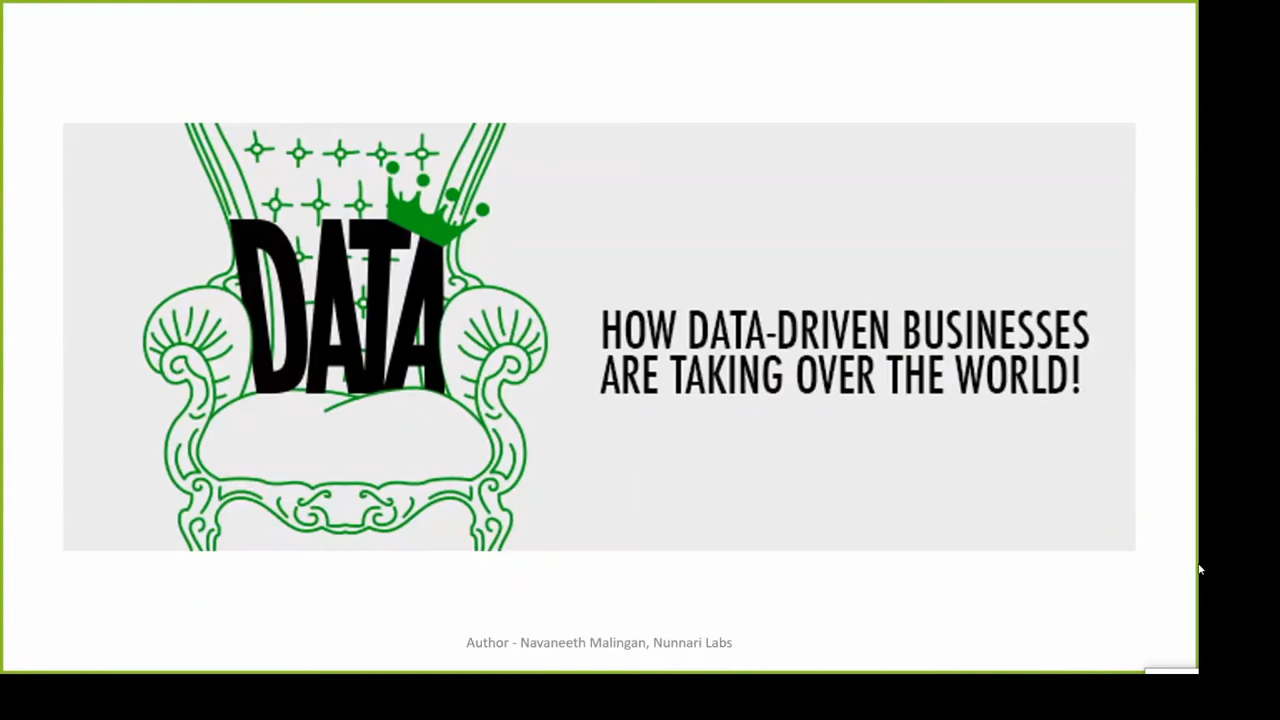 DATA
HOW DATA-DRIVEN BUSINESSES
ARE TAKING OVER THE WORLD!
Author - Navaneeth Malingan, Nunnari Labs